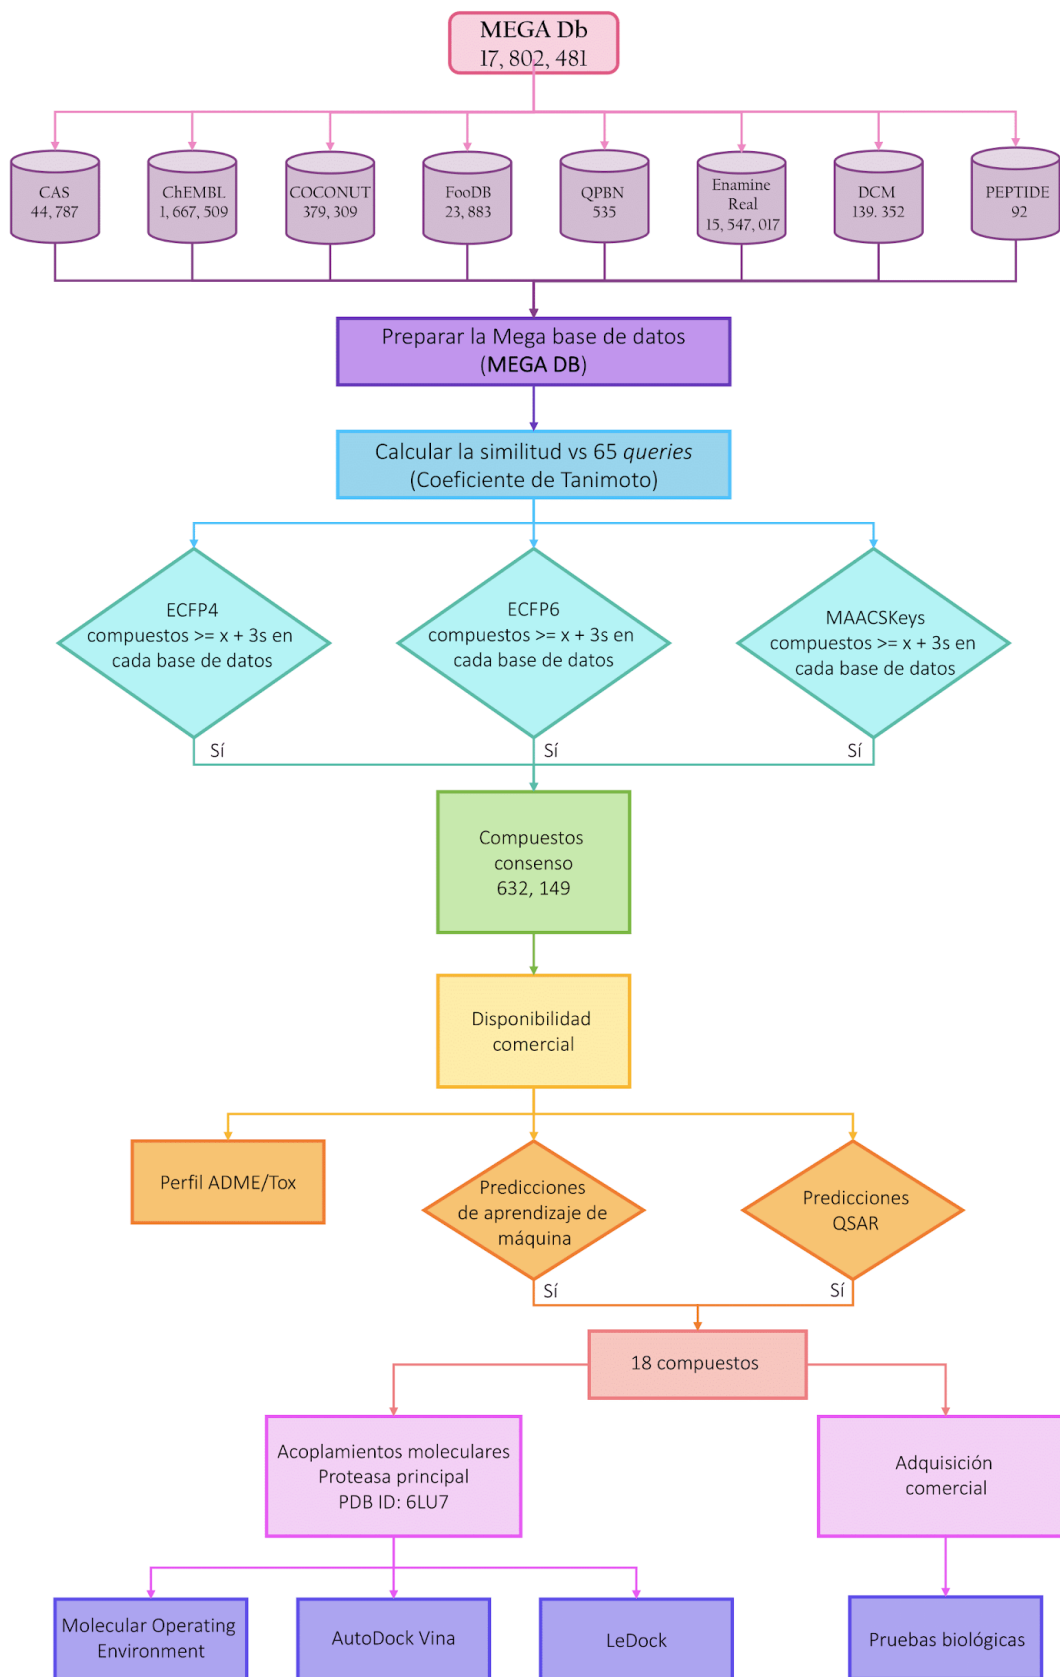 MEGA Db
17, 802, 481
CAS
44, 787
ChEMBL
1, 667, 509
COCONUT
379, 309
FooDB
23, 883
QPBN
535
Enamine
Real
15, 547, 017
DCM
139. 352
PEPTIDE
92
Preparar la Mega base de datos
(MEGA DB)
Calcular la similitud vs 65 queries
(Coeficiente de Tanimoto)
ECFP4
compuestos >= x + 3s en
cada base de datos
ECFP6
compuestos >= x + 3s en
cada base de datos
MAACSKeys
compuestos >= x + 3s en
cada base de datos
Sí
Sí
Sí
Compuestos
consenso
632, 149
Disponibilidad
comercial
Perfil ADME/Tox
Predicciones
de aprendizaje de
máquina
Predicciones
QSAR
Sí
Sí
18 compuestos
Acoplamientos moleculares
Proteasa principal
PDB ID: 6LU7
Adquisición
comercial
Molecular Operating
Environment
AutoDock Vina
LeDock
Pruebas biológicas